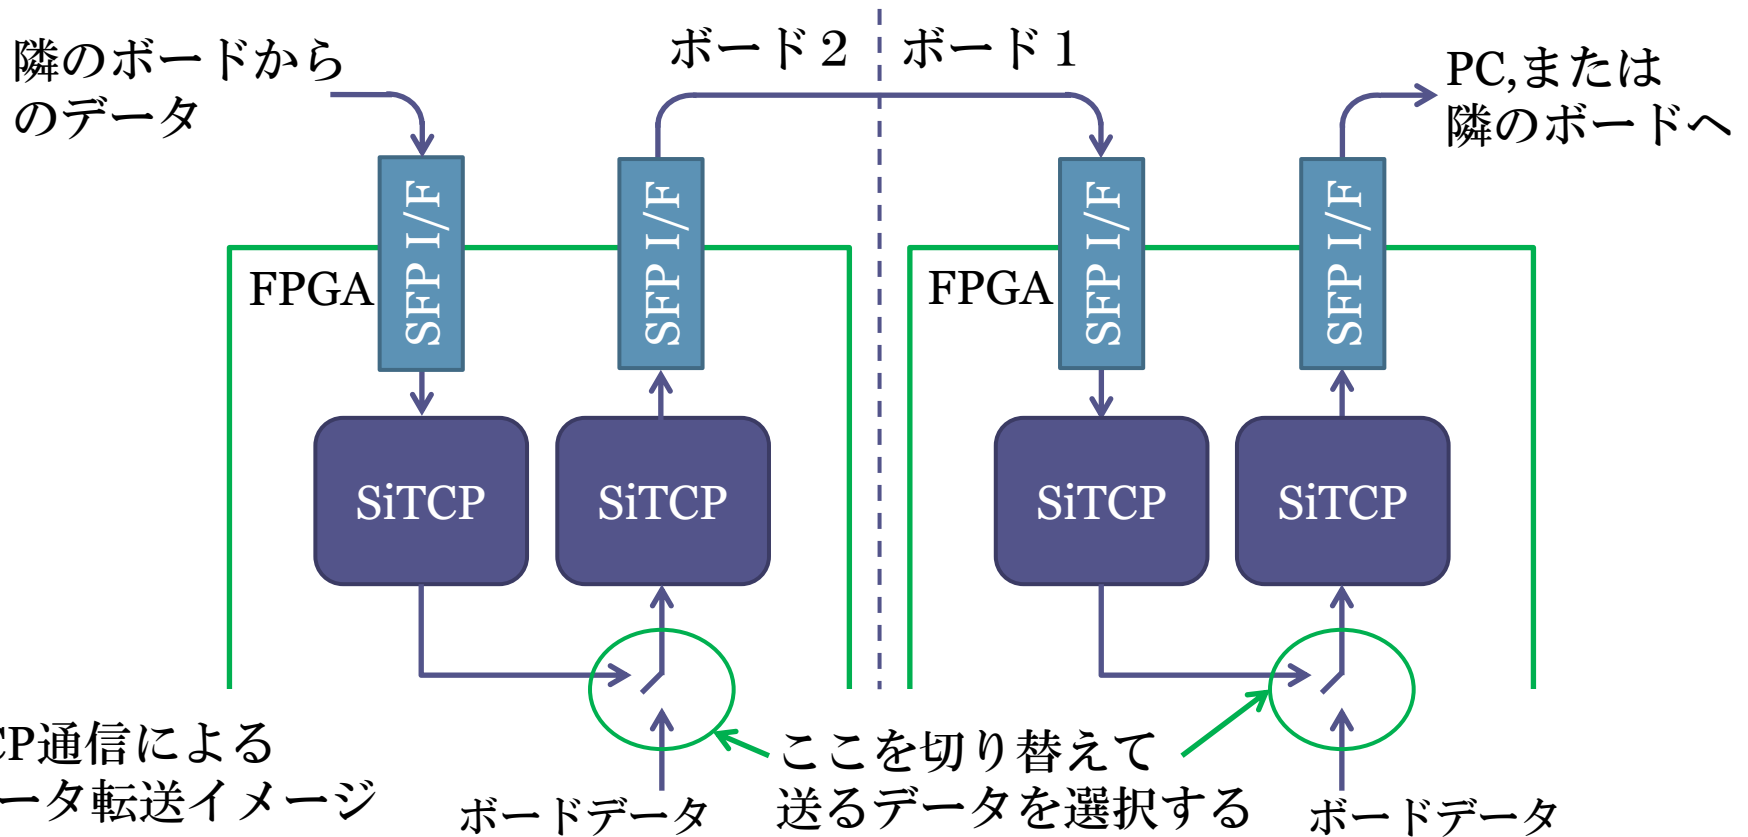 隣のボードから
のデータ
ボード２
ボード１
PC,または
隣のボードへ
SFP I/F
SFP I/F
SFP I/F
SFP I/F
FPGA
FPGA
SiTCP
SiTCP
SiTCP
SiTCP
CP通信による
ータ転送イメージ
ボードデータ
ここを切り替えて
送るデータを選択する
ボードデータ